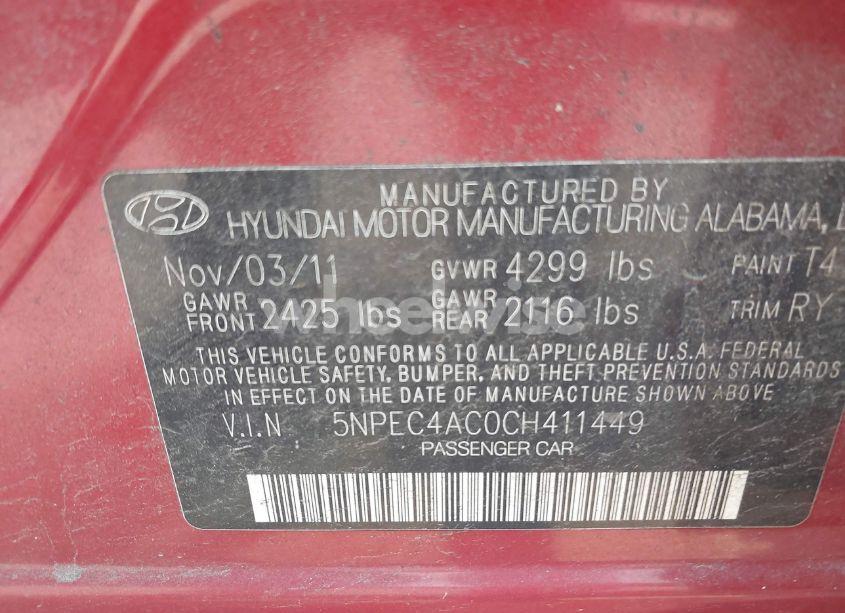 MANUFACTURED BY
HYUNDAI MOTOR MANUFACTURING ALABAMA,
Nov/03/11 GVWR 4299 lbs PAINT T4
GAWR FRONT 2425 lbs GAWR REAR 2116 lbs TRIM RY
wheelwise
THIS VEHICLE CONFORMS TO ALL APPLICABLE U.S.A. FEDERAL
MOTOR VEHICLE SAFETY, BUMPER, AND THEFT PREVENTION STANDARDS
IN EFFECT ON THE DATE OF MANUFACTURE SHOWN ABOVE
V.I.N 5NPEC4AC0CH411449
PASSENGER CAR